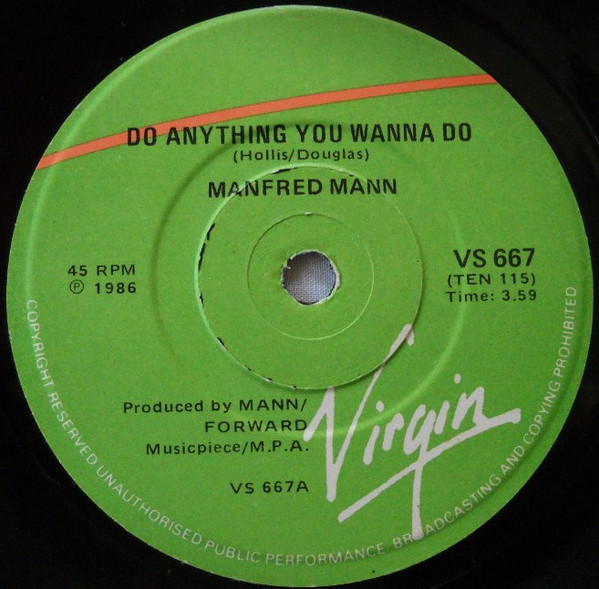 DO ANYTHING YOU WANNA DO
(Hollis/Douglas)
MANFRED MANN
45 RPM
Ⓟ 1986
VS 667
(TEN 115)
Time: 3.59
Produced by MANN/
FORWARD
Musicpiece/M.P.A.
VS 667A
Virgin
COPYRIGHT RESERVED UNAUTHORISED PUBLIC PERFORMANCE BROADCASTING AND COPYING PROHIBITED